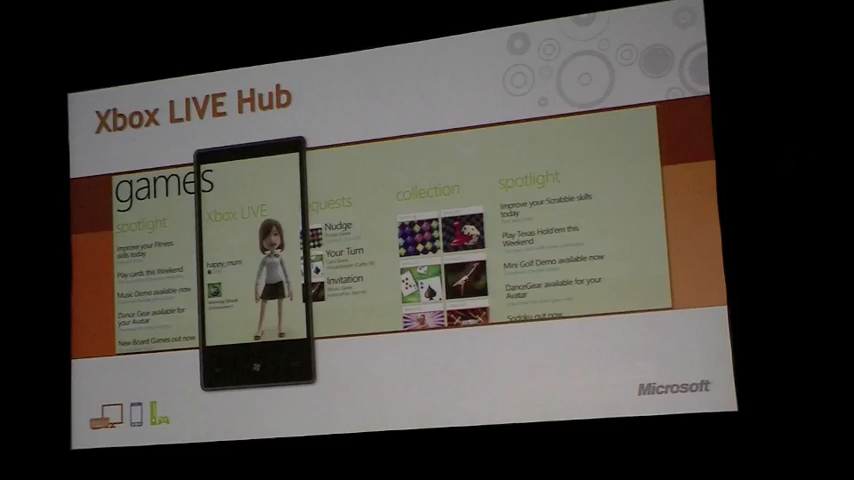 Xbox LIVE Hub
games
spotlight
Improve your Fitness
skills today
Play cards this Weekend
Music Demo available now
Dance Gear available for
your Avatar
New Board Games out now
Xbox LIVE
happy_mum
quests
Nudge
Your Turn
Invitation
collection
spotlight
Improve your Scrabble skills
today
Play Texas Hold'em this
Weekend
Mini Golf Demo available now
DanceGear available for your
Avatar
Sodoku out now
Microsoft